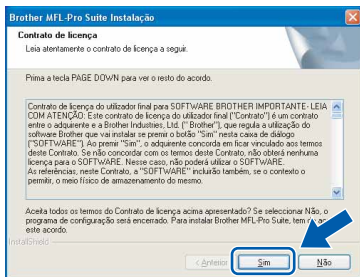 Brother MFL-Pro Suite Instalação
Contrato de licença
Leia atentamente o contrato de licença a seguir.
Prima a tecla PAGE DOWN para ver o resto do acordo.
Contrato de licença do utilizador final para SOFTWARE BROTHER IMPORTANTE- LEIA
COM ATENÇÃO: Este contrato de licença do utilizador final ("Contrato") é um contrato
entre o adquirente e a Brother Industries, Ltd. (" Brother"), que regula a utilização do
software Brother que vai instalar se premir o botão "Sim" nesta caixa de diálogo
("SOFTWARE"). Ao premir "Sim", o adquirente concorda em ficar vinculado aos termos
deste Contrato. Se não concordar com os termos deste Contrato, não obterá nenhuma
licença para o SOFTWARE. Nesse caso, não poderá utilizar o SOFTWARE.
As referências, neste Contrato, a "SOFTWARE" incluirão também, se o contexto o
permitir, o meio físico de armazenamento do mesmo.
Aceita todos os termos do Contrato de licença acima apresentado? Se seleccionar Não, o
programa de configuração será encerrado. Para instalar Brother MFL-Pro Suite, tem
este acordo.
InstallShield
< Anterior
Sim
Não